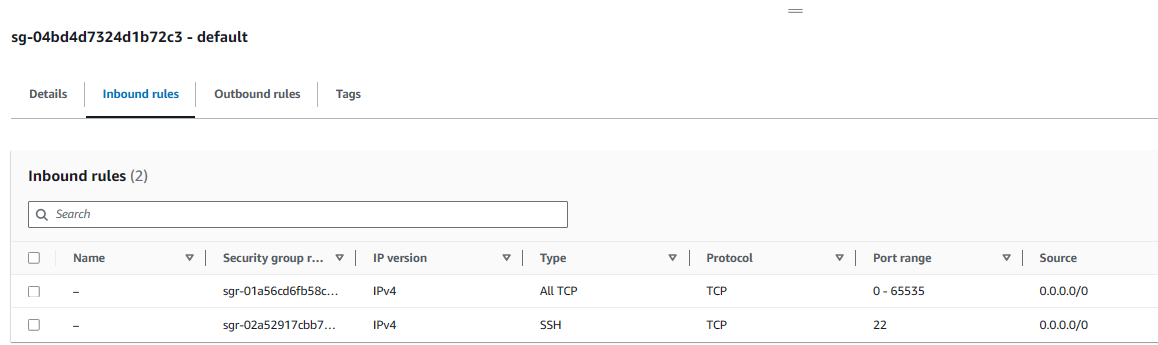 sg-04bd4d7324d1b72c3 - default
Details Inbound rules Outbound rules Tags
Inbound rules (2)
Search
Name Security group r... IP version Type Protocol Port range Source
– sgr-01a56cd6fb58c... IPv4 All TCP TCP 0 - 65535 0.0.0.0/0
– sgr-02a52917cbb7... IPv4 SSH TCP 22 0.0.0.0/0